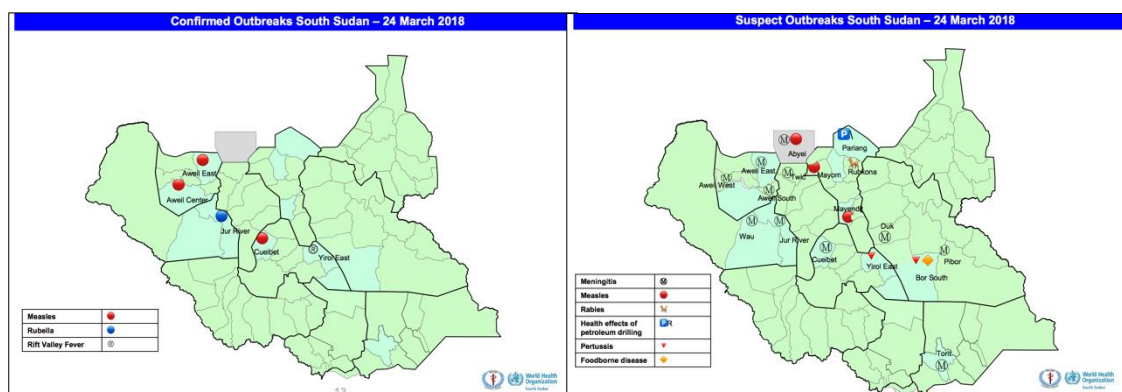 Confirmed Outbreaks South Sudan – 24 March 2018
Aweil East
Aweil Center
Jur River
Cueibet
Yirol East
R
Measles
Rubella
Rift Valley Fever
R
World Health
Organization
South Sudan
13
Suspect Outbreaks South Sudan – 24 March 2018
M
Abyei
P
Pariang
M
Aweil East
M
Twic
Mayom
Rubkona
M
Aweil West
M
Aweil South
Mayendit
M
Wau
M
Jur River
Duk
M
M
Cueibet
Yirol East
M
Pibor
Bor South
Torit
M
Meningitis
M
Measles
Rabies
Health effects of
petroleum drilling
P R
Pertussis
Foodborne disease
World Health
Organization
South Sudan